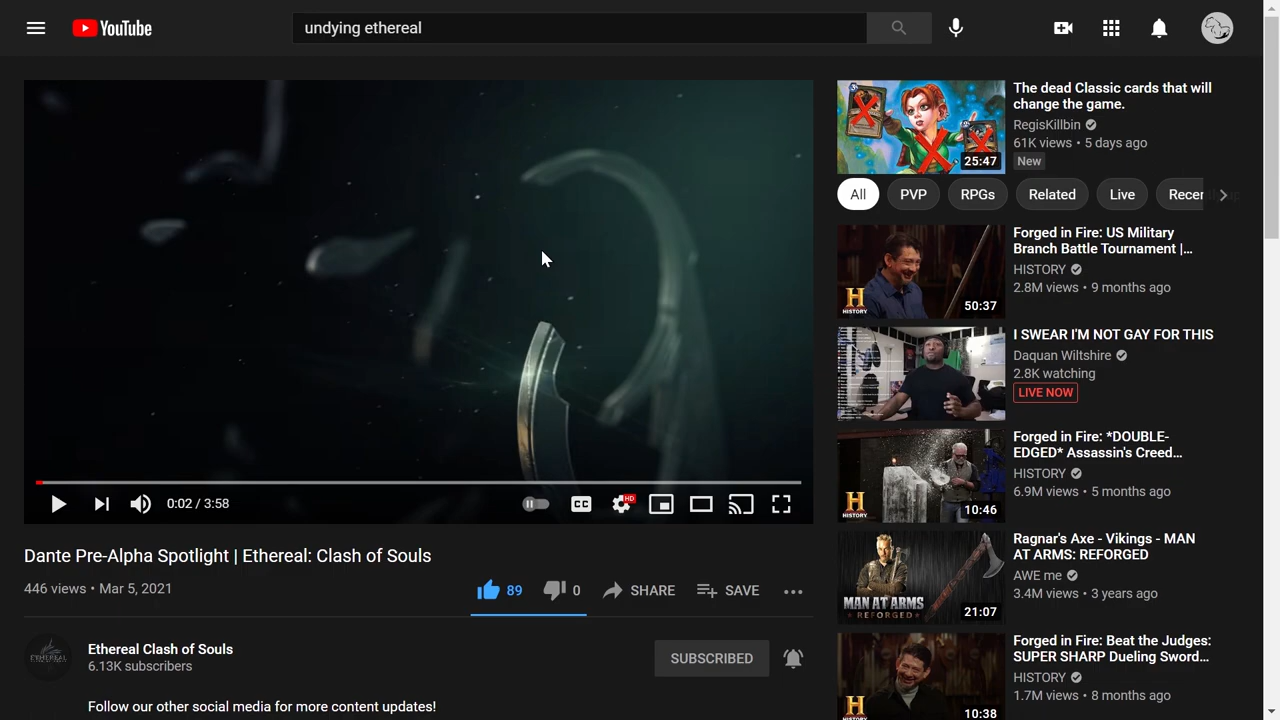 YouTube
undying ethereal
The dead Classic cards that will
change the game.
RegisKillbin
61K views • 5 days ago
New
25:47
All
PVP
RPGs
Related
Live
Forged in Fire: US Military
Branch Battle Tournament |...
HISTORY
2.8M views • 9 months ago
H
HISTORY
50:37
I SWEAR I'M NOT GAY FOR THIS
Daquan Wiltshire
2.8K watching
LIVE NOW
Forged in Fire: *DOUBLE-
EDGED* Assassin's Creed...
HISTORY
6.9M views • 5 months ago
H
HISTORY
10:46
Ragnar's Axe - Vikings - MAN
AT ARMS: REFORGED
AWE me
3.4M views • 3 years ago
MAN AT ARMS
REFORGED
21:07
Forged in Fire: Beat the Judges:
SUPER SHARP Dueling Sword...
HISTORY
1.7M views • 8 months ago
H
10:38
0:02 / 3:58
CC
HD
Dante Pre-Alpha Spotlight | Ethereal: Clash of Souls
446 views • Mar 5, 2021
89
0
SHARE
SAVE
ETHEREAL
Ethereal Clash of Souls
6.13K subscribers
SUBSCRIBED
Follow our other social media for more content updates!